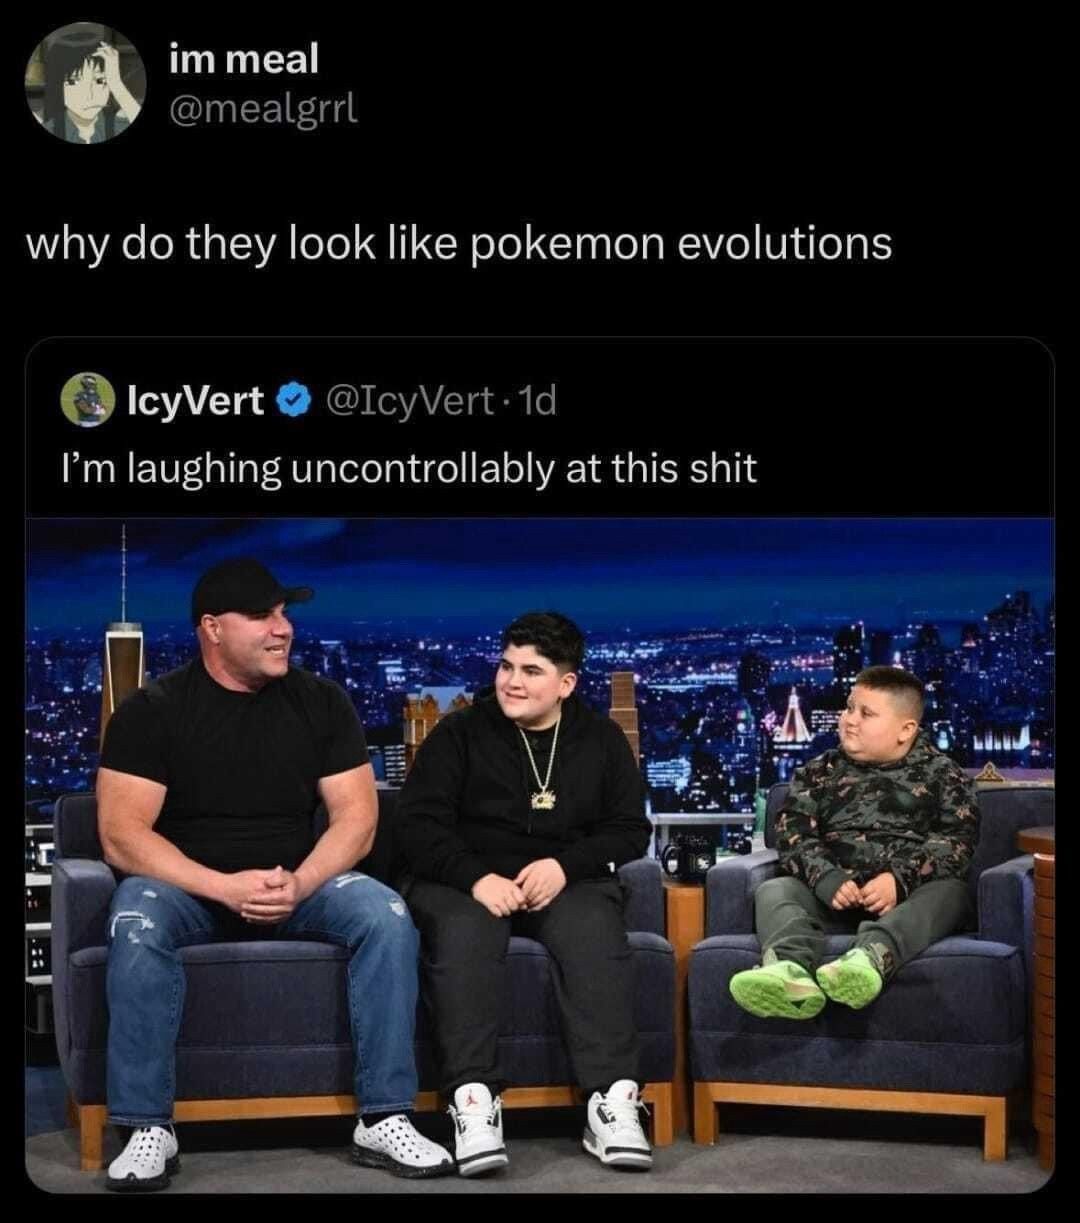 im meal
@mealgrrl
why do they look like pokemon evolutions
IcyVert @IcyVert · 1d
I'm laughing uncontrollably at this shit